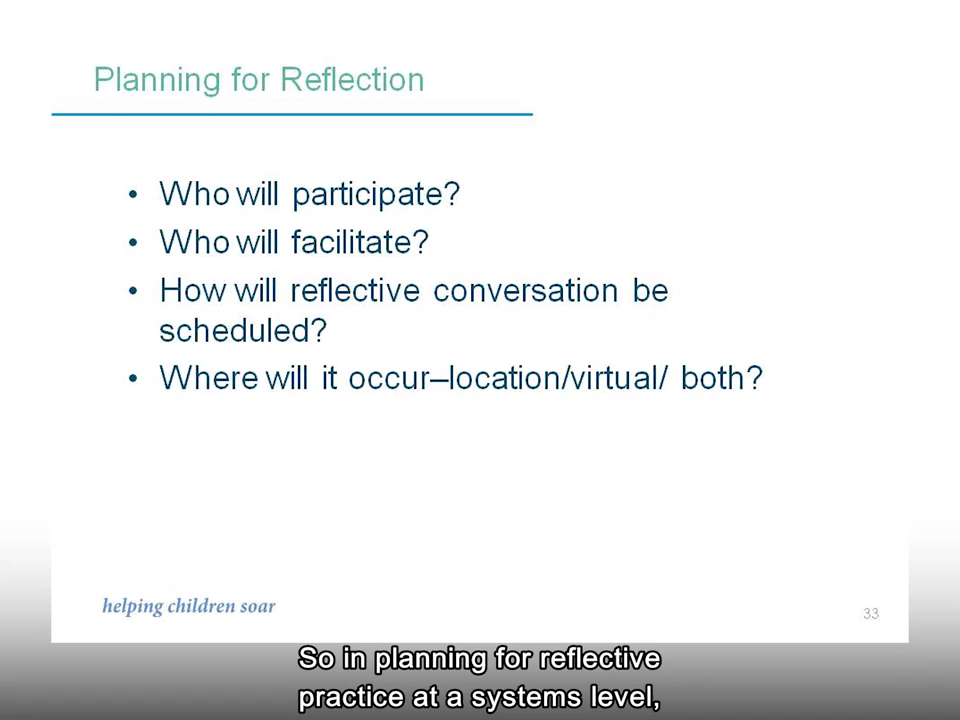 Planning for Reflection
• Who will participate?
• Who will facilitate?
• How will reflective conversation be
scheduled?
• Where will it occur–location/virtual/ both?
helping children soar
33
So in planning for reflective
practice at a systems level,